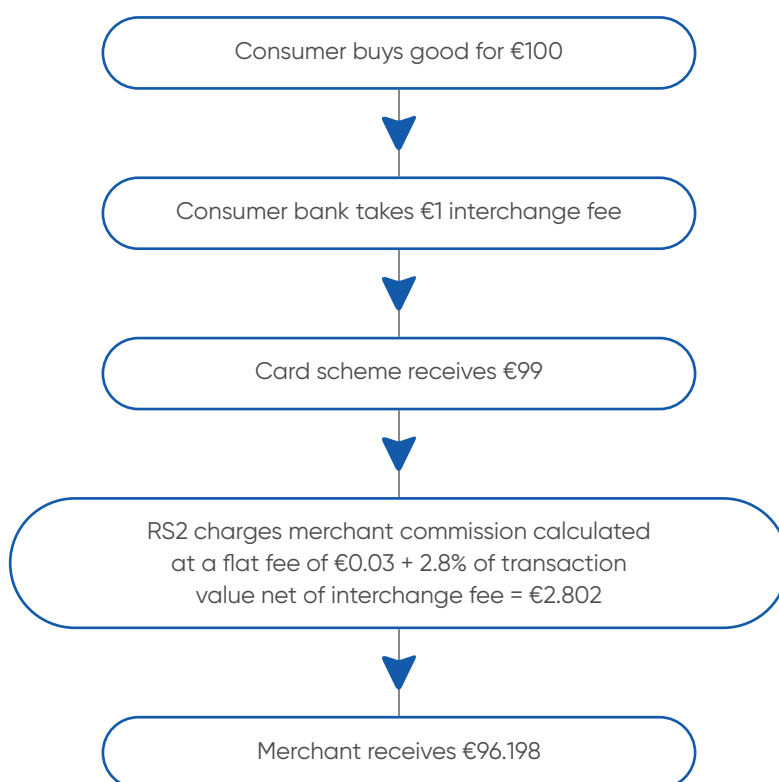 Consumer buys good for €100
Consumer bank takes €1 interchange fee
Card scheme receives €99
RS2 charges merchant commission calculated
at a flat fee of €0.03 + 2.8% of transaction
value net of interchange fee = €2.802
Merchant receives €96.198